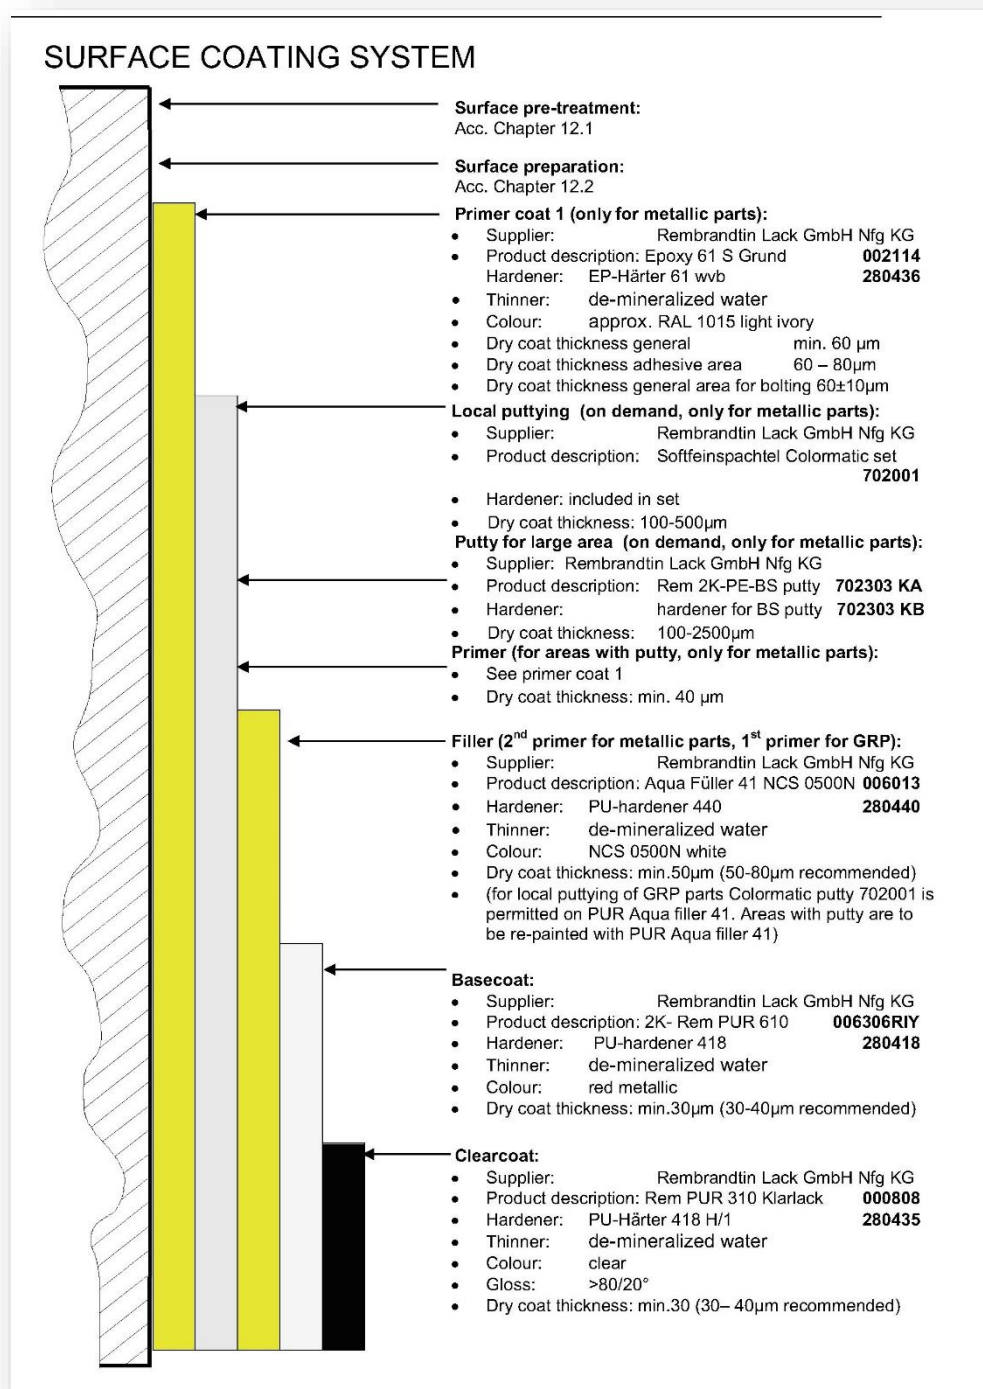 SURFACE COATING SYSTEM
Surface pre-treatment:
Acc. Chapter 12.1
Surface preparation:
Acc. Chapter 12.2
Primer coat 1 (only for metallic parts):
• Supplier: Rembrandtin Lack GmbH Nfg KG
• Product description: Epoxy 61 S Grund 002114
Hardener: EP-Härter 61 wvb 280436
• Thinner: de-mineralized water
• Colour: approx. RAL 1015 light ivory
• Dry coat thickness general min. 60 µm
• Dry coat thickness adhesive area 60 – 80µm
• Dry coat thickness general area for bolting 60±10µm
Local puttying (on demand, only for metallic parts):
• Supplier: Rembrandtin Lack GmbH Nfg KG
• Product description: Softfeinspachtel Colormatic set
702001
• Hardener: included in set
• Dry coat thickness: 100-500µm
Putty for large area (on demand, only for metallic parts):
• Supplier: Rembrandtin Lack GmbH Nfg KG
• Product description: Rem 2K-PE-BS putty 702303 KA
• Hardener: hardener for BS putty 702303 KB
• Dry coat thickness: 100-2500µm
Primer (for areas with putty, only for metallic parts):
• See primer coat 1
• Dry coat thickness: min. 40 µm
Filler (2nd primer for metallic parts, 1st primer for GRP):
• Supplier: Rembrandtin Lack GmbH Nfg KG
• Product description: Aqua Füller 41 NCS 0500N 006013
• Hardener: PU-hardener 440 280440
• Thinner: de-mineralized water
• Colour: NCS 0500N white
• Dry coat thickness: min.50µm (50-80µm recommended)
• (for local puttying of GRP parts Colormatic putty 702001 is
permitted on PUR Aqua filler 41. Areas with putty are to
be re-painted with PUR Aqua filler 41)
Basecoat:
• Supplier: Rembrandtin Lack GmbH Nfg KG
• Product description: 2K- Rem PUR 610 006306RIY
• Hardener: PU-hardener 418 280418
• Thinner: de-mineralized water
• Colour: red metallic
• Dry coat thickness: min.30µm (30-40µm recommended)
Clearcoat:
• Supplier: Rembrandtin Lack GmbH Nfg KG
• Product description: Rem PUR 310 Klarlack 000808
• Hardener: PU-Härter 418 H/1 280435
• Thinner: de-mineralized water
• Colour: clear
• Gloss: >80/20°
• Dry coat thickness: min.30 (30– 40µm recommended)